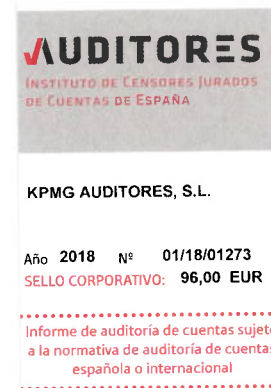 AUDITORES
INSTITUTO DE CENSORES JURADOS
DE CUENTAS DE ESPAÑA
KPMG AUDITORES, S.L.
Año 2018 Nº 01/18/01273
SELLO CORPORATIVO: 96,00 EUR
Informe de auditoría de cuentas sujeto
a la normativa de auditoría de cuentas
española o internacional